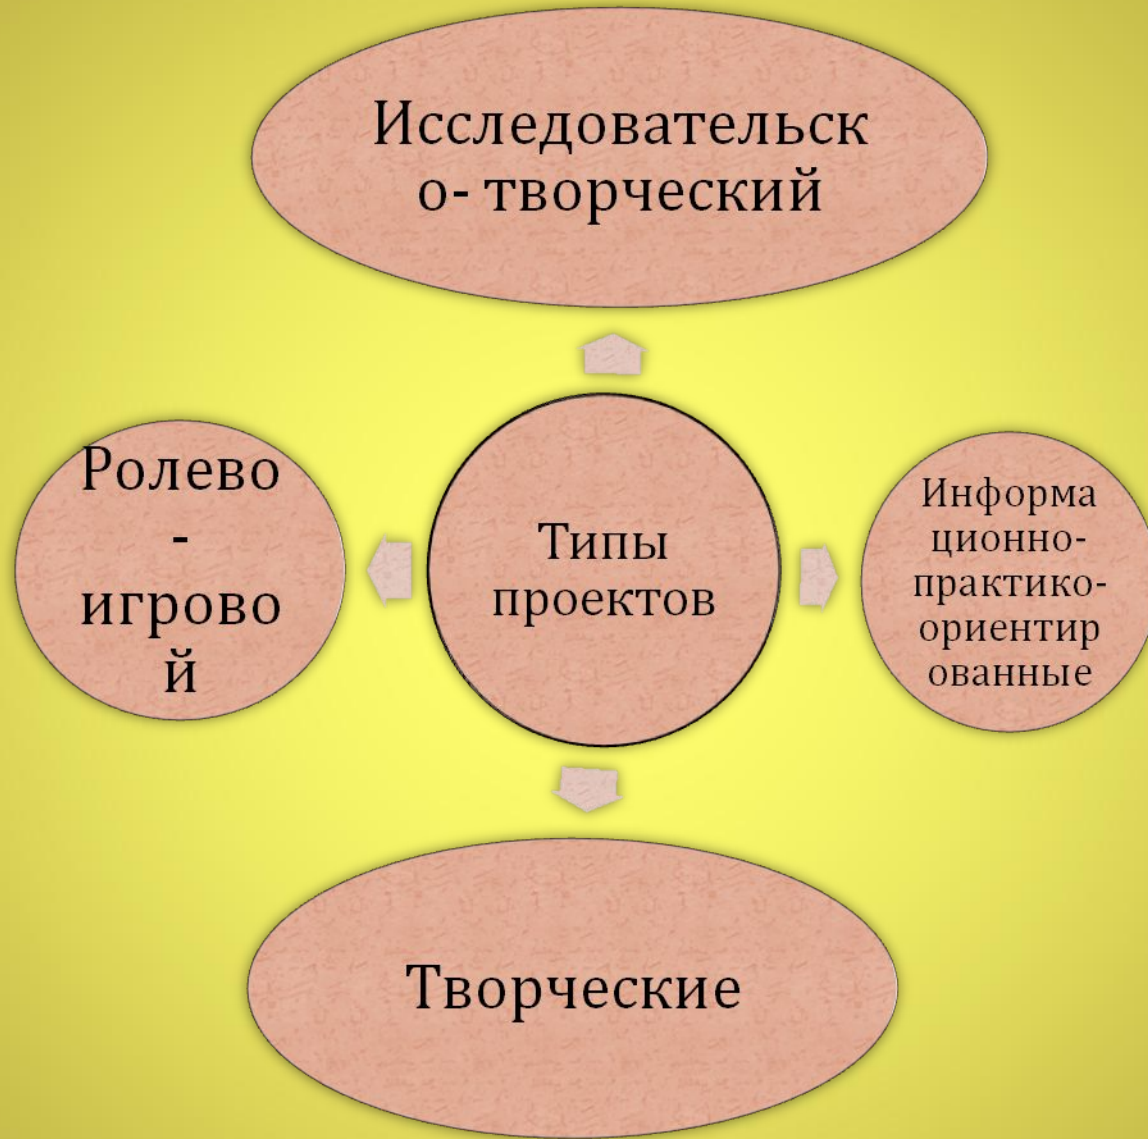 Исследовательск
о- творческий
Ролево
-
игрово
й
Типы
проектов
Информа
ционно-
практико-
ориентир
ованные
Творческие